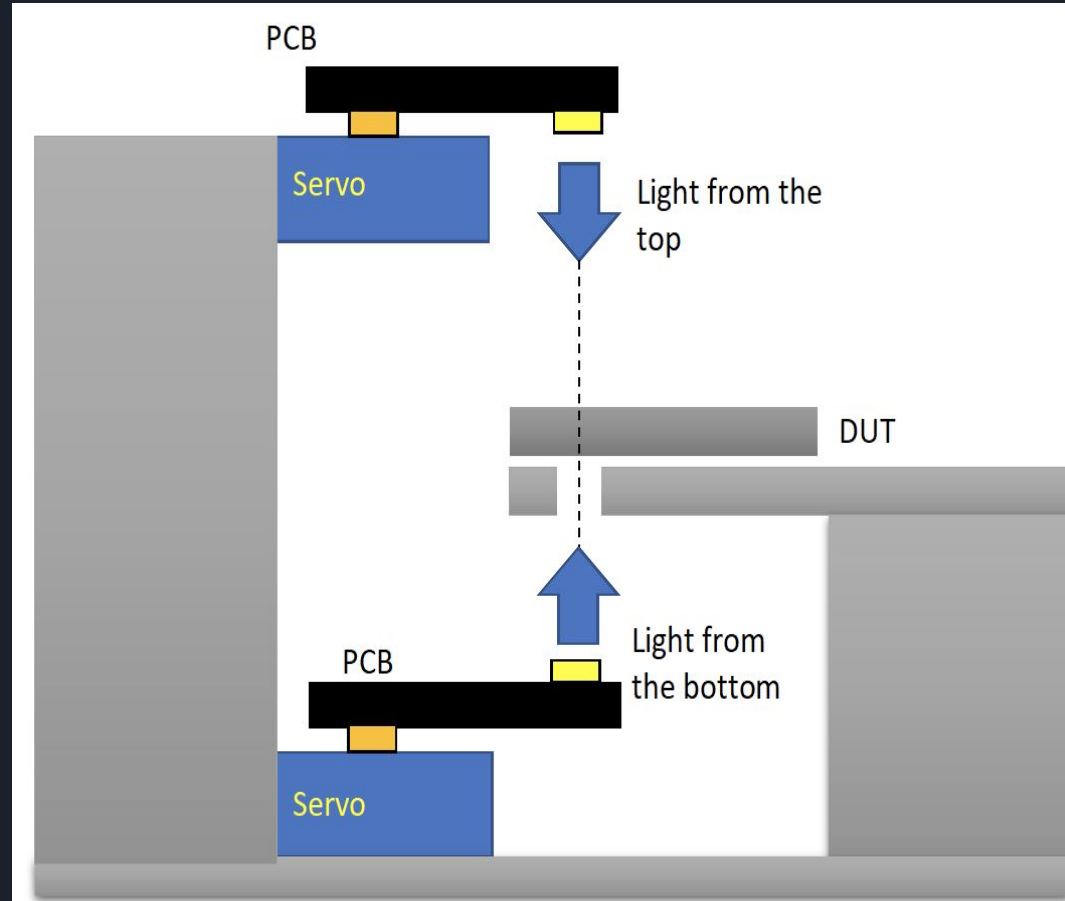 PCB
Servo
Light from the
top
DUT
Light from
the bottom
PCB
Servo